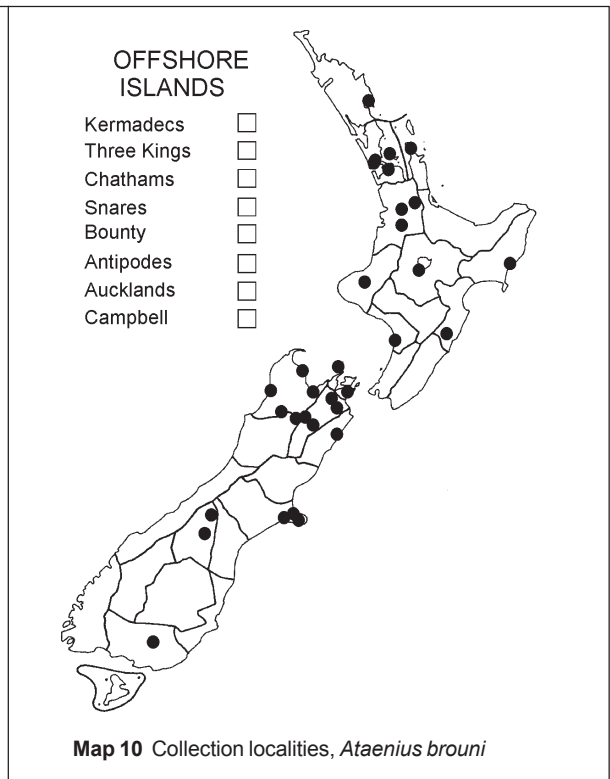 OFFSHORE
ISLANDS
Kermadecs
Three Kings
Chathams
Snares
Bounty
Antipodes
Aucklands
Campbell
Map 10 Collection localities, Ataenius brouni